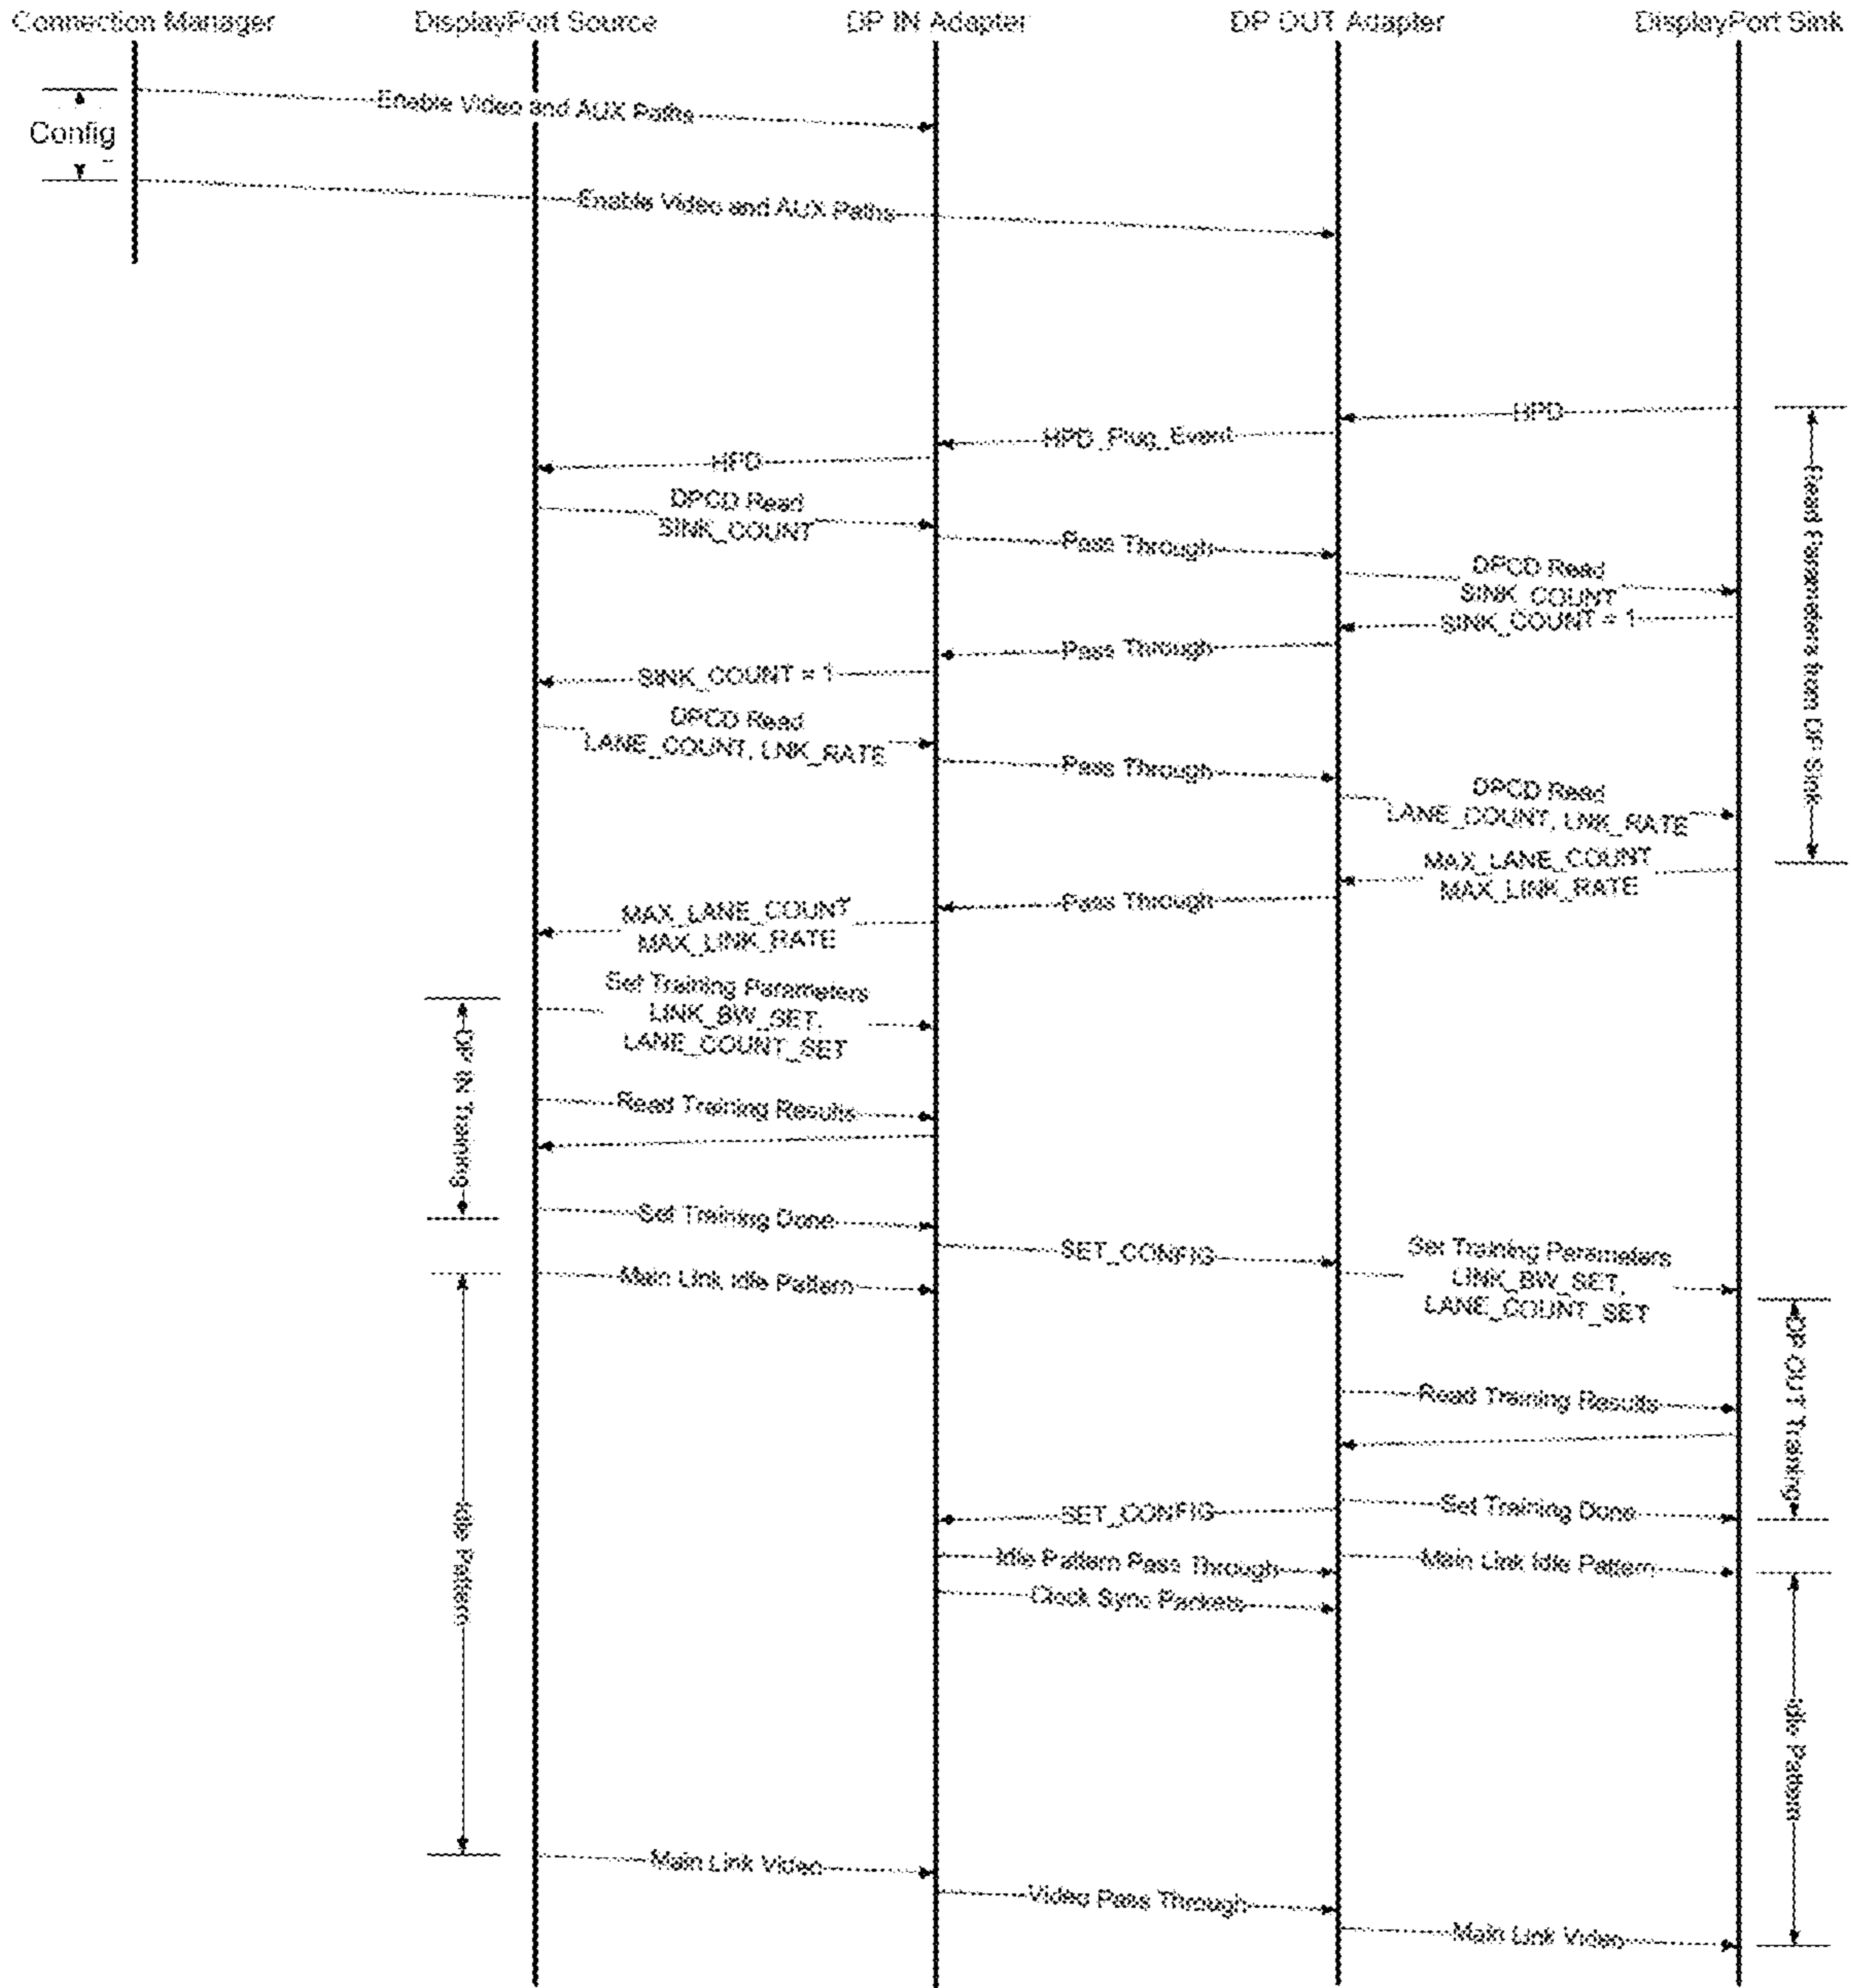 Connection Manager
DisplayPort Source
DP IN Adapter
DP OUT Adapter
DisplayPort Sink
Config
Enable Video and AUX Paths
Enable Video and AUX Paths
HPD
HPD_Plug_Event
HPD
DPCD Read
SINK_COUNT
Pass Through
DPCD Read
SINK_COUNT
SINK_COUNT = 1
Pass Through
SINK_COUNT = 1
DPCD Read
LANE_COUNT, LNK_RATE
Pass Through
DPCD Read
LANE_COUNT, LNK_RATE
MAX_LANE_COUNT
MAX_LINK_RATE
Pass Through
MAX_LANE_COUNT
MAX_LINK_RATE
Read Parameters from DP Sink
Set Training Parameters
LINK_BW_SET,
LANE_COUNT_SET
Read Training Results
Set Training Done
DP IN Training
SET_CONFIG
Set Training Parameters
LINK_BW_SET,
LANE_COUNT_SET
Main Link Idle Pattern
Read Training Results
DP OUT Training
SET_CONFIG
Set Training Done
Idle Pattern Pass Through
Main Link Idle Pattern
Clock Sync Packets
Idle Pattern
Idle Pattern
Main Link Video
Video Pass Through
Main Link Video